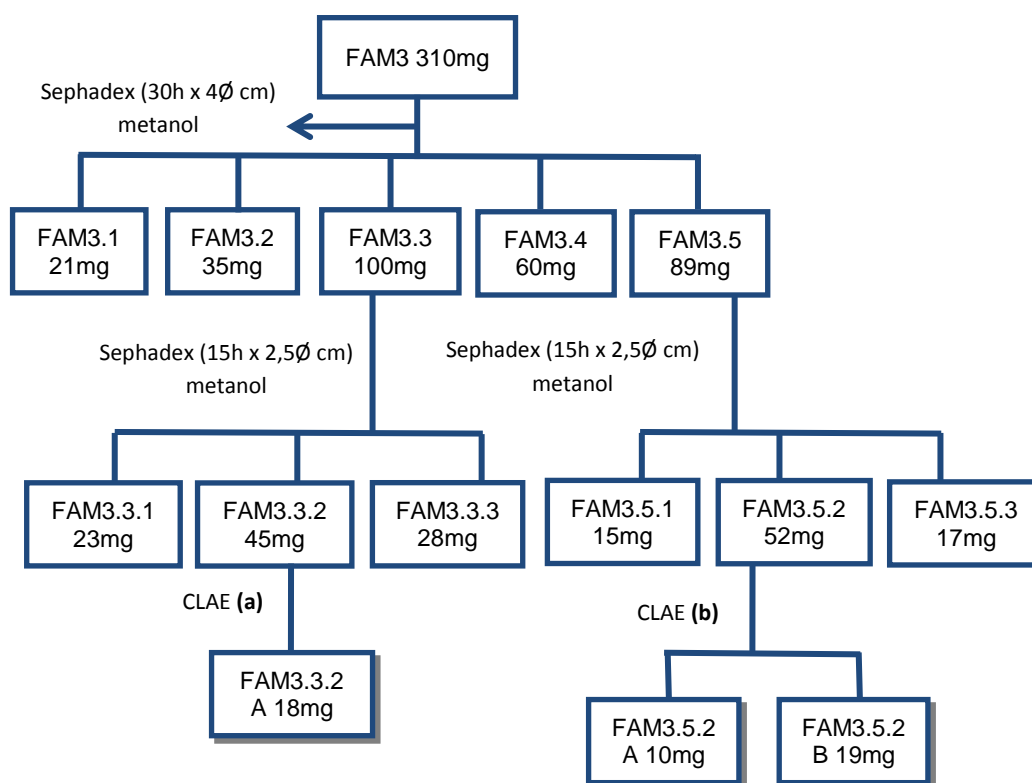 FAM3 310mg
Sephadex (30h x 4Ø cm)
metanol
FAM3.1
21mg
FAM3.2
35mg
FAM3.3
100mg
FAM3.4
60mg
FAM3.5
89mg
Sephadex (15h x 2,5Ø cm)
metanol
Sephadex (15h x 2,5Ø cm)
metanol
FAM3.3.1
23mg
FAM3.3.2
45mg
FAM3.3.3
28mg
FAM3.5.1
15mg
FAM3.5.2
52mg
FAM3.5.3
17mg
CLAE (a)
CLAE (b)
FAM3.3.2
A 18mg
FAM3.5.2
A 10mg
FAM3.5.2
B 19mg